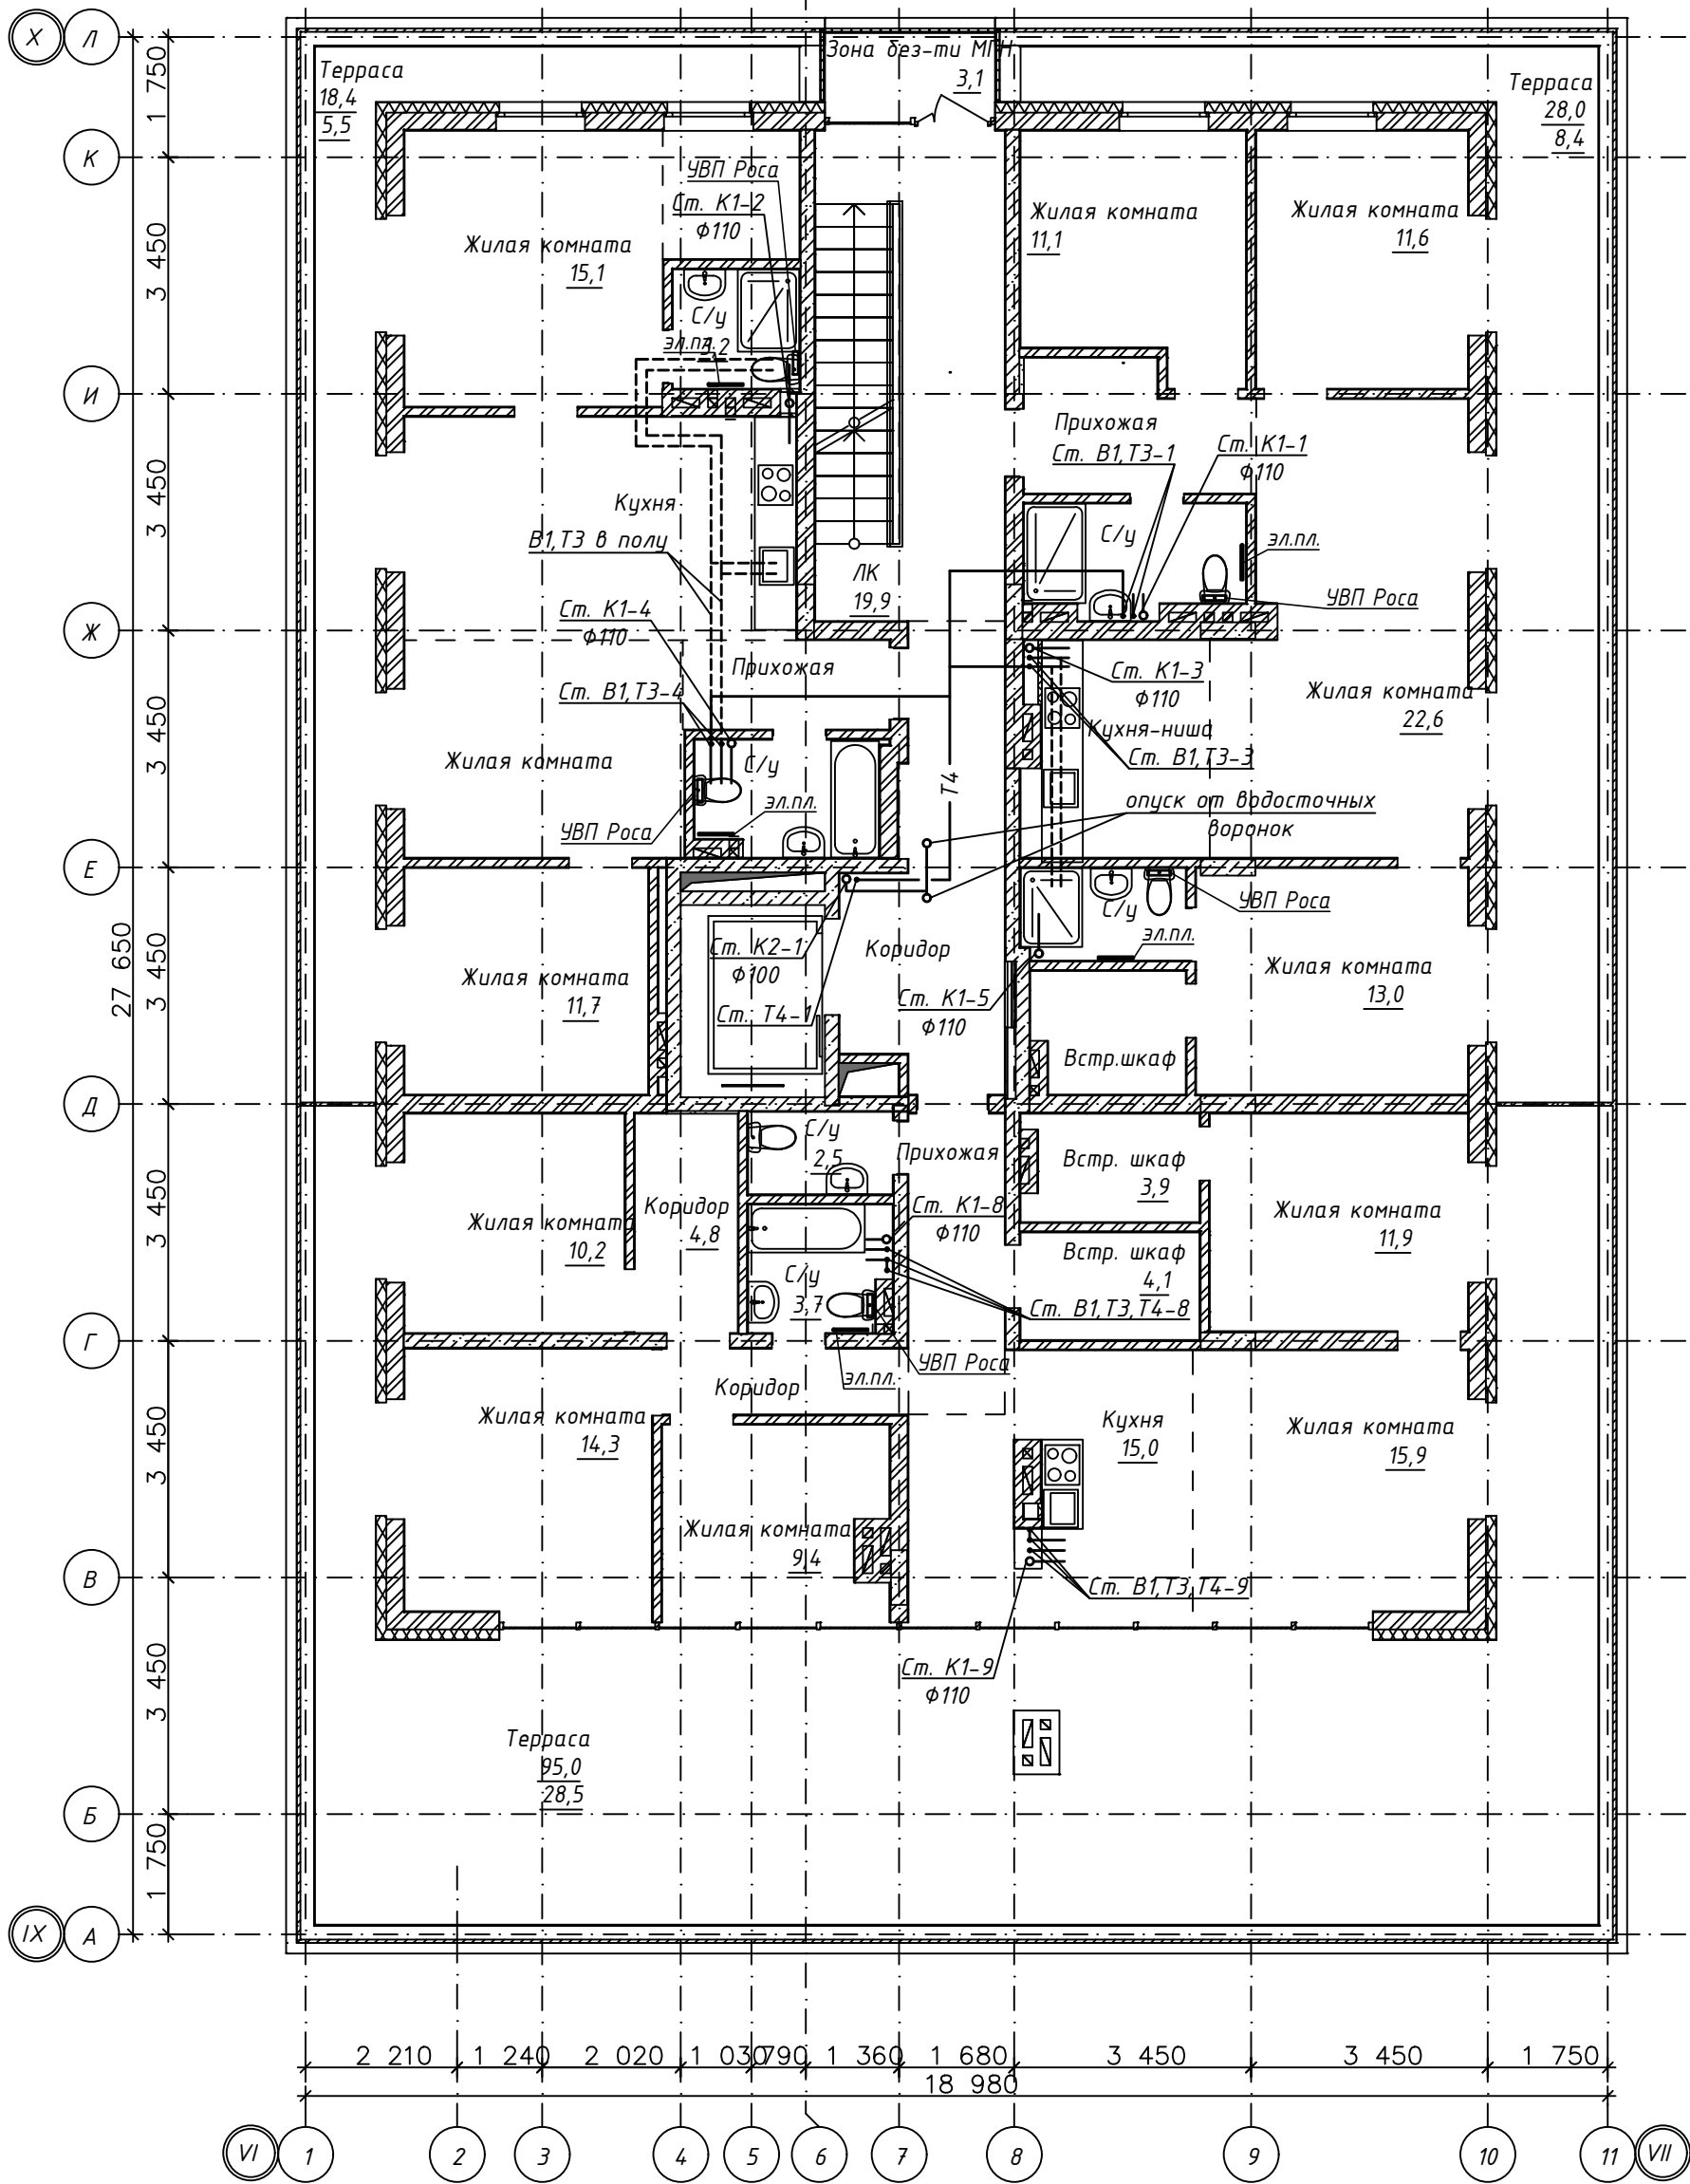 X
Л
К
И
Ж
Е
Д
Г
В
Б
IX
А
1 750
3 450
3 450
3 450
3 450
3 450
3 450
3 450
1 750
27 650
Терраса
18,4
5,5
Зона без-ти МГН
3,1
Терраса
28,0
8,4
УВП Роса
Ст. К1-2
ф110
Жилая комната
15,1
С/у
эл.пл.
3,2
Жилая комната
11,1
Жилая комната
11,6
Прихожая
Ст. В1,Т3-1
Ст. К1-1
ф110
Кухня
В1,Т3 в полу
С/у
эл.пл.
ЛК
19,9
УВП Роса
Ст. К1-4
ф110
Прихожая
Ст. В1,Т3-4
Ст. К1-3
ф110
Жилая комната
22,6
Кухня-ниша
Ст. В1,Т3-3
Жилая комната
С/у
Т4
эл.пл.
УВП Роса
опуск от водосточных
воронок
С/у
УВП Роса
эл.пл.
Ст. К2-1
ф100
Коридор
Жилая комната
11,7
Ст. Т4-1
Ст. К1-5
ф110
Жилая комната
13,0
Встр.шкаф
С/у
2,5
Прихожая
Встр. шкаф
3,9
Жилая комната
10,2
Коридор
4,8
Ст. К1-8
ф110
Жилая комната
11,9
Встр. шкаф
4,1
С/у
3,7
Ст. В1,Т3,Т4-8
УВП Роса
эл.пл.
Коридор
Жилая комната
14,3
Кухня
15,0
Жилая комната
15,9
Жилая комната
9,4
Ст. В1,Т3,Т4-9
Ст. К1-9
ф110
Терраса
95,0
28,5
2 210
1 240
2 020
1 030
790
1 360
1 680
3 450
3 450
1 750
18 980
VI
1
2
3
4
5
6
7
8
9
10
11
VII